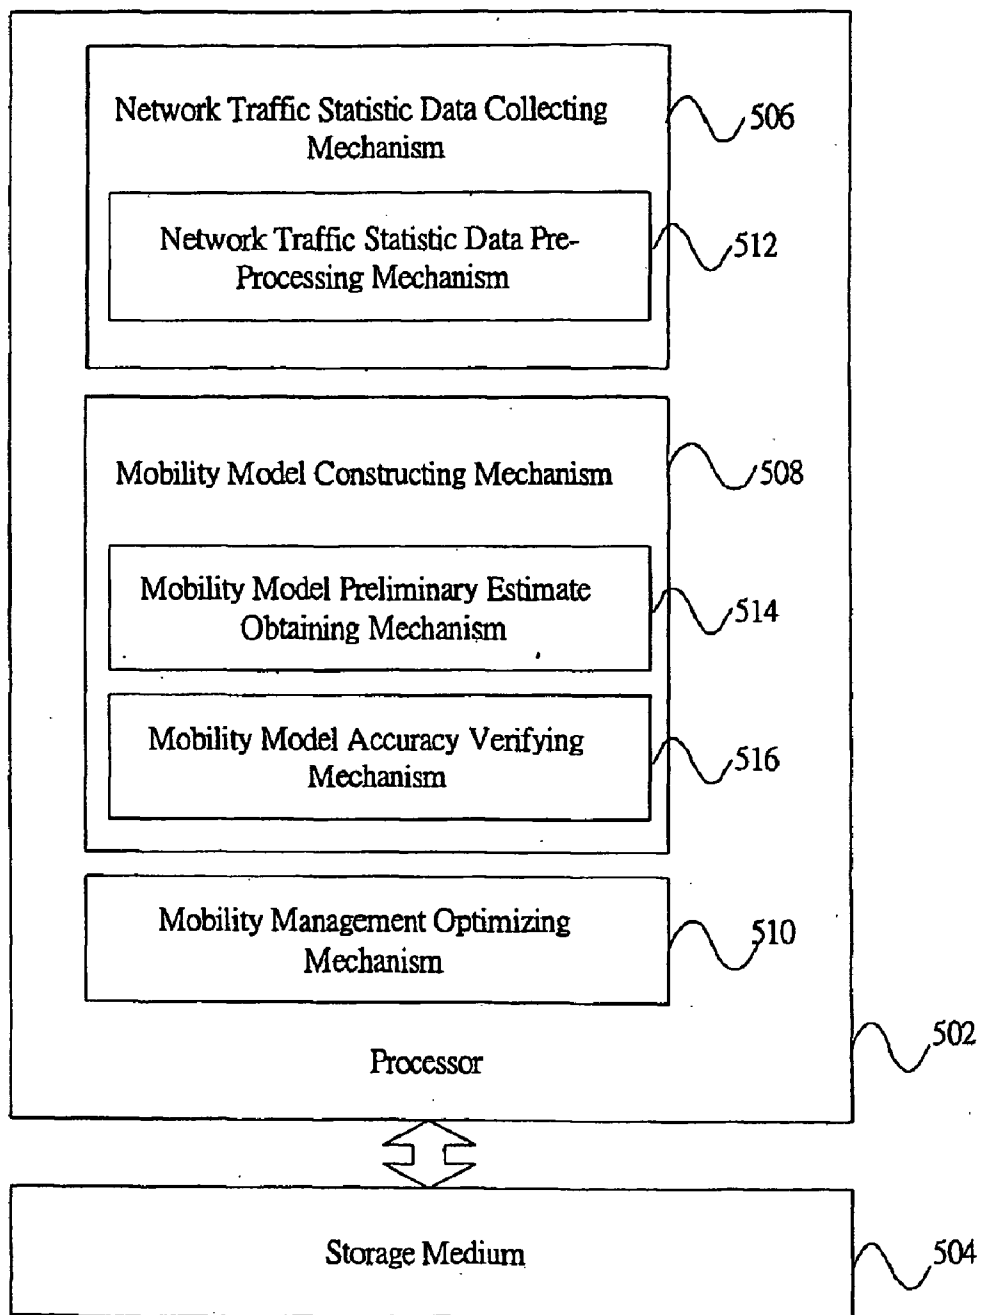 Network Traffic Statistic Data Collecting
Mechanism
506
Network Traffic Statistic Data Pre-
Processing Mechanism
512
Mobility Model Constructing Mechanism
508
Mobility Model Preliminary Estimate
Obtaining Mechanism
514
Mobility Model Accuracy Verifying
Mechanism
516
Mobility Management Optimizing
Mechanism
510
Processor
502
Storage Medium
504